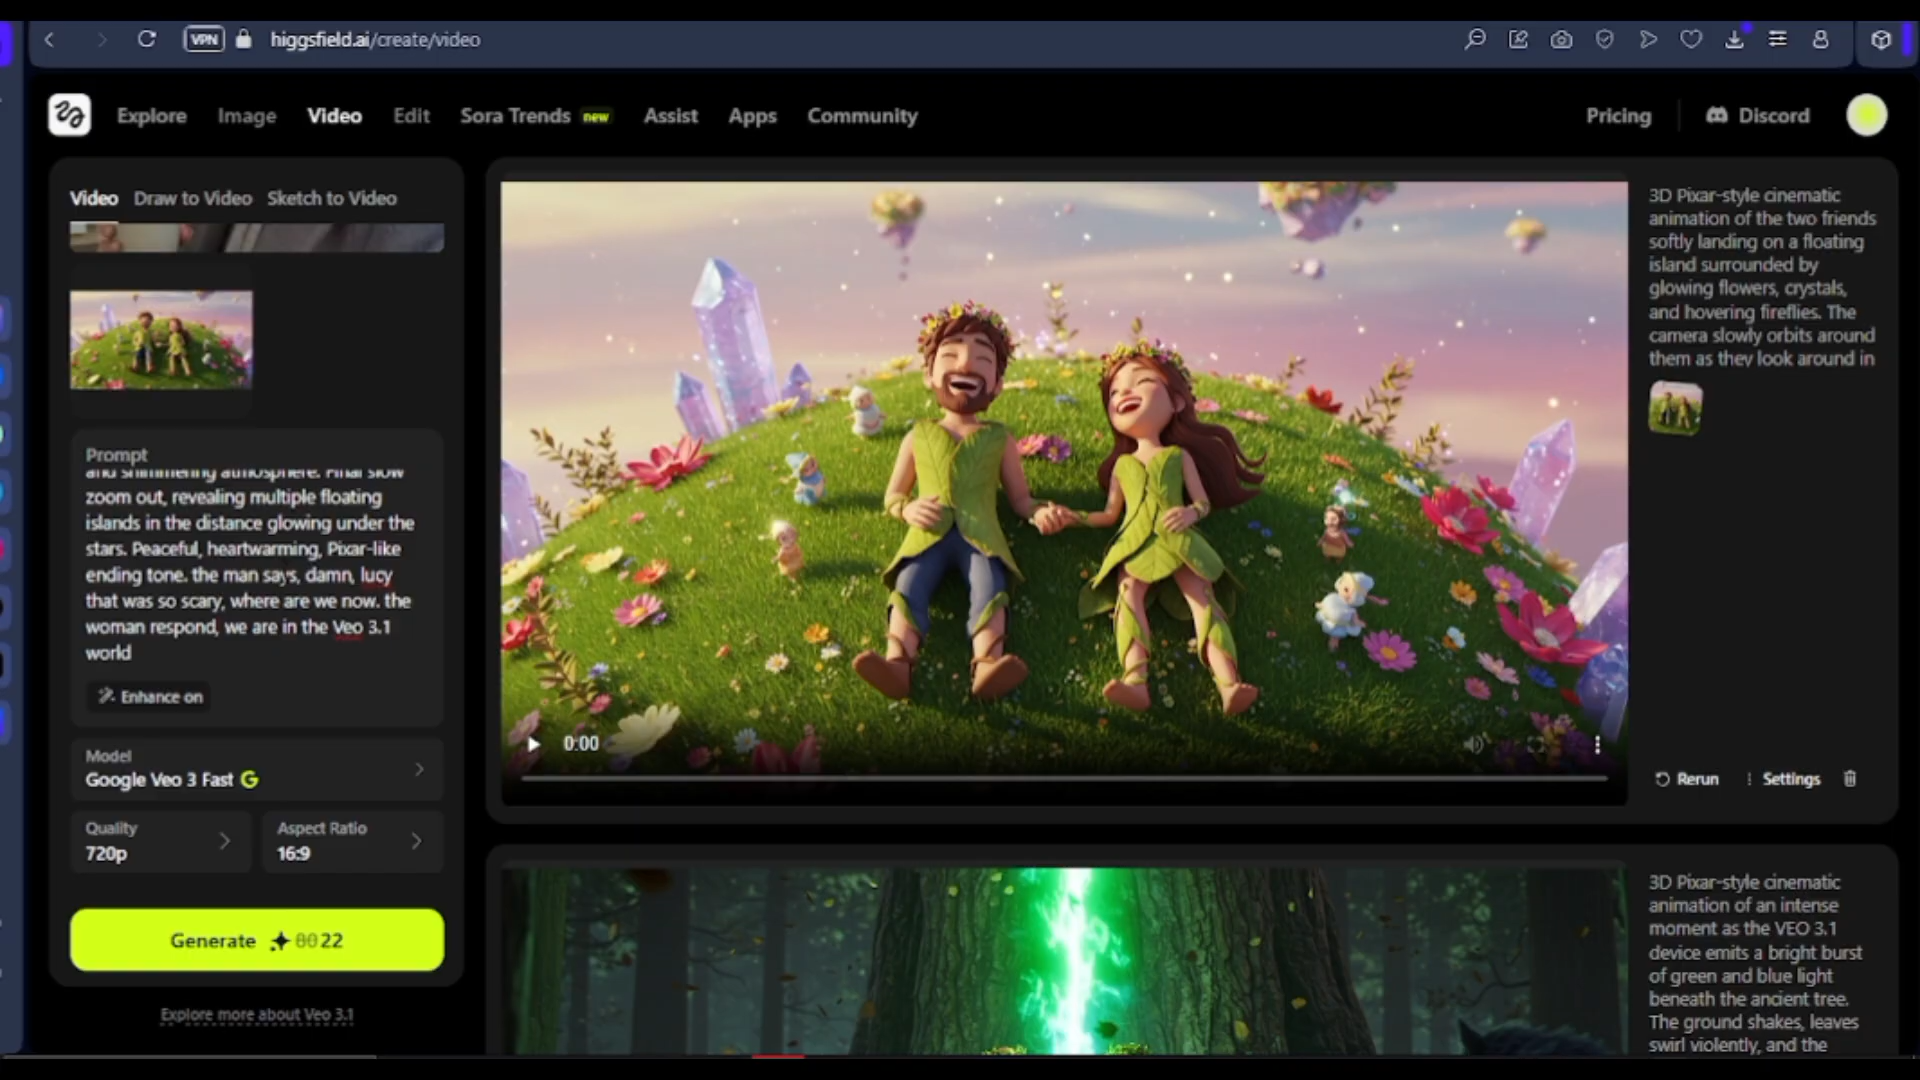 VPN higgsfield.ai/create/video
Explore Image Video Edit Sora Trends new Assist Apps Community Pricing Discord
Video Draw to Video Sketch to Video
Prompt
and shimmering atmosphere. Final slow
zoom out, revealing multiple floating
islands in the distance glowing under the
stars. Peaceful, heartwarming, Pixar-like
ending tone. the man says, damn, lucy
that was so scary, where are we now. the
woman respond, we are in the Veo 3.1
world
Enhance on
Model
Google Veo 3 Fast
Quality
720p
Aspect Ratio
16:9
Generate 80 22
Explore more about Veo 3.1
0:00
3D Pixar-style cinematic
animation of the two friends
softly landing on a floating
island surrounded by
glowing flowers, crystals,
and hovering fireflies. The
camera slowly orbits around
them as they look around in
Rerun Settings
3D Pixar-style cinematic
animation of an intense
moment as the VEO 3.1
device emits a bright burst
of green and blue light
beneath the ancient tree.
The ground shakes, leaves
swirl violently, and the